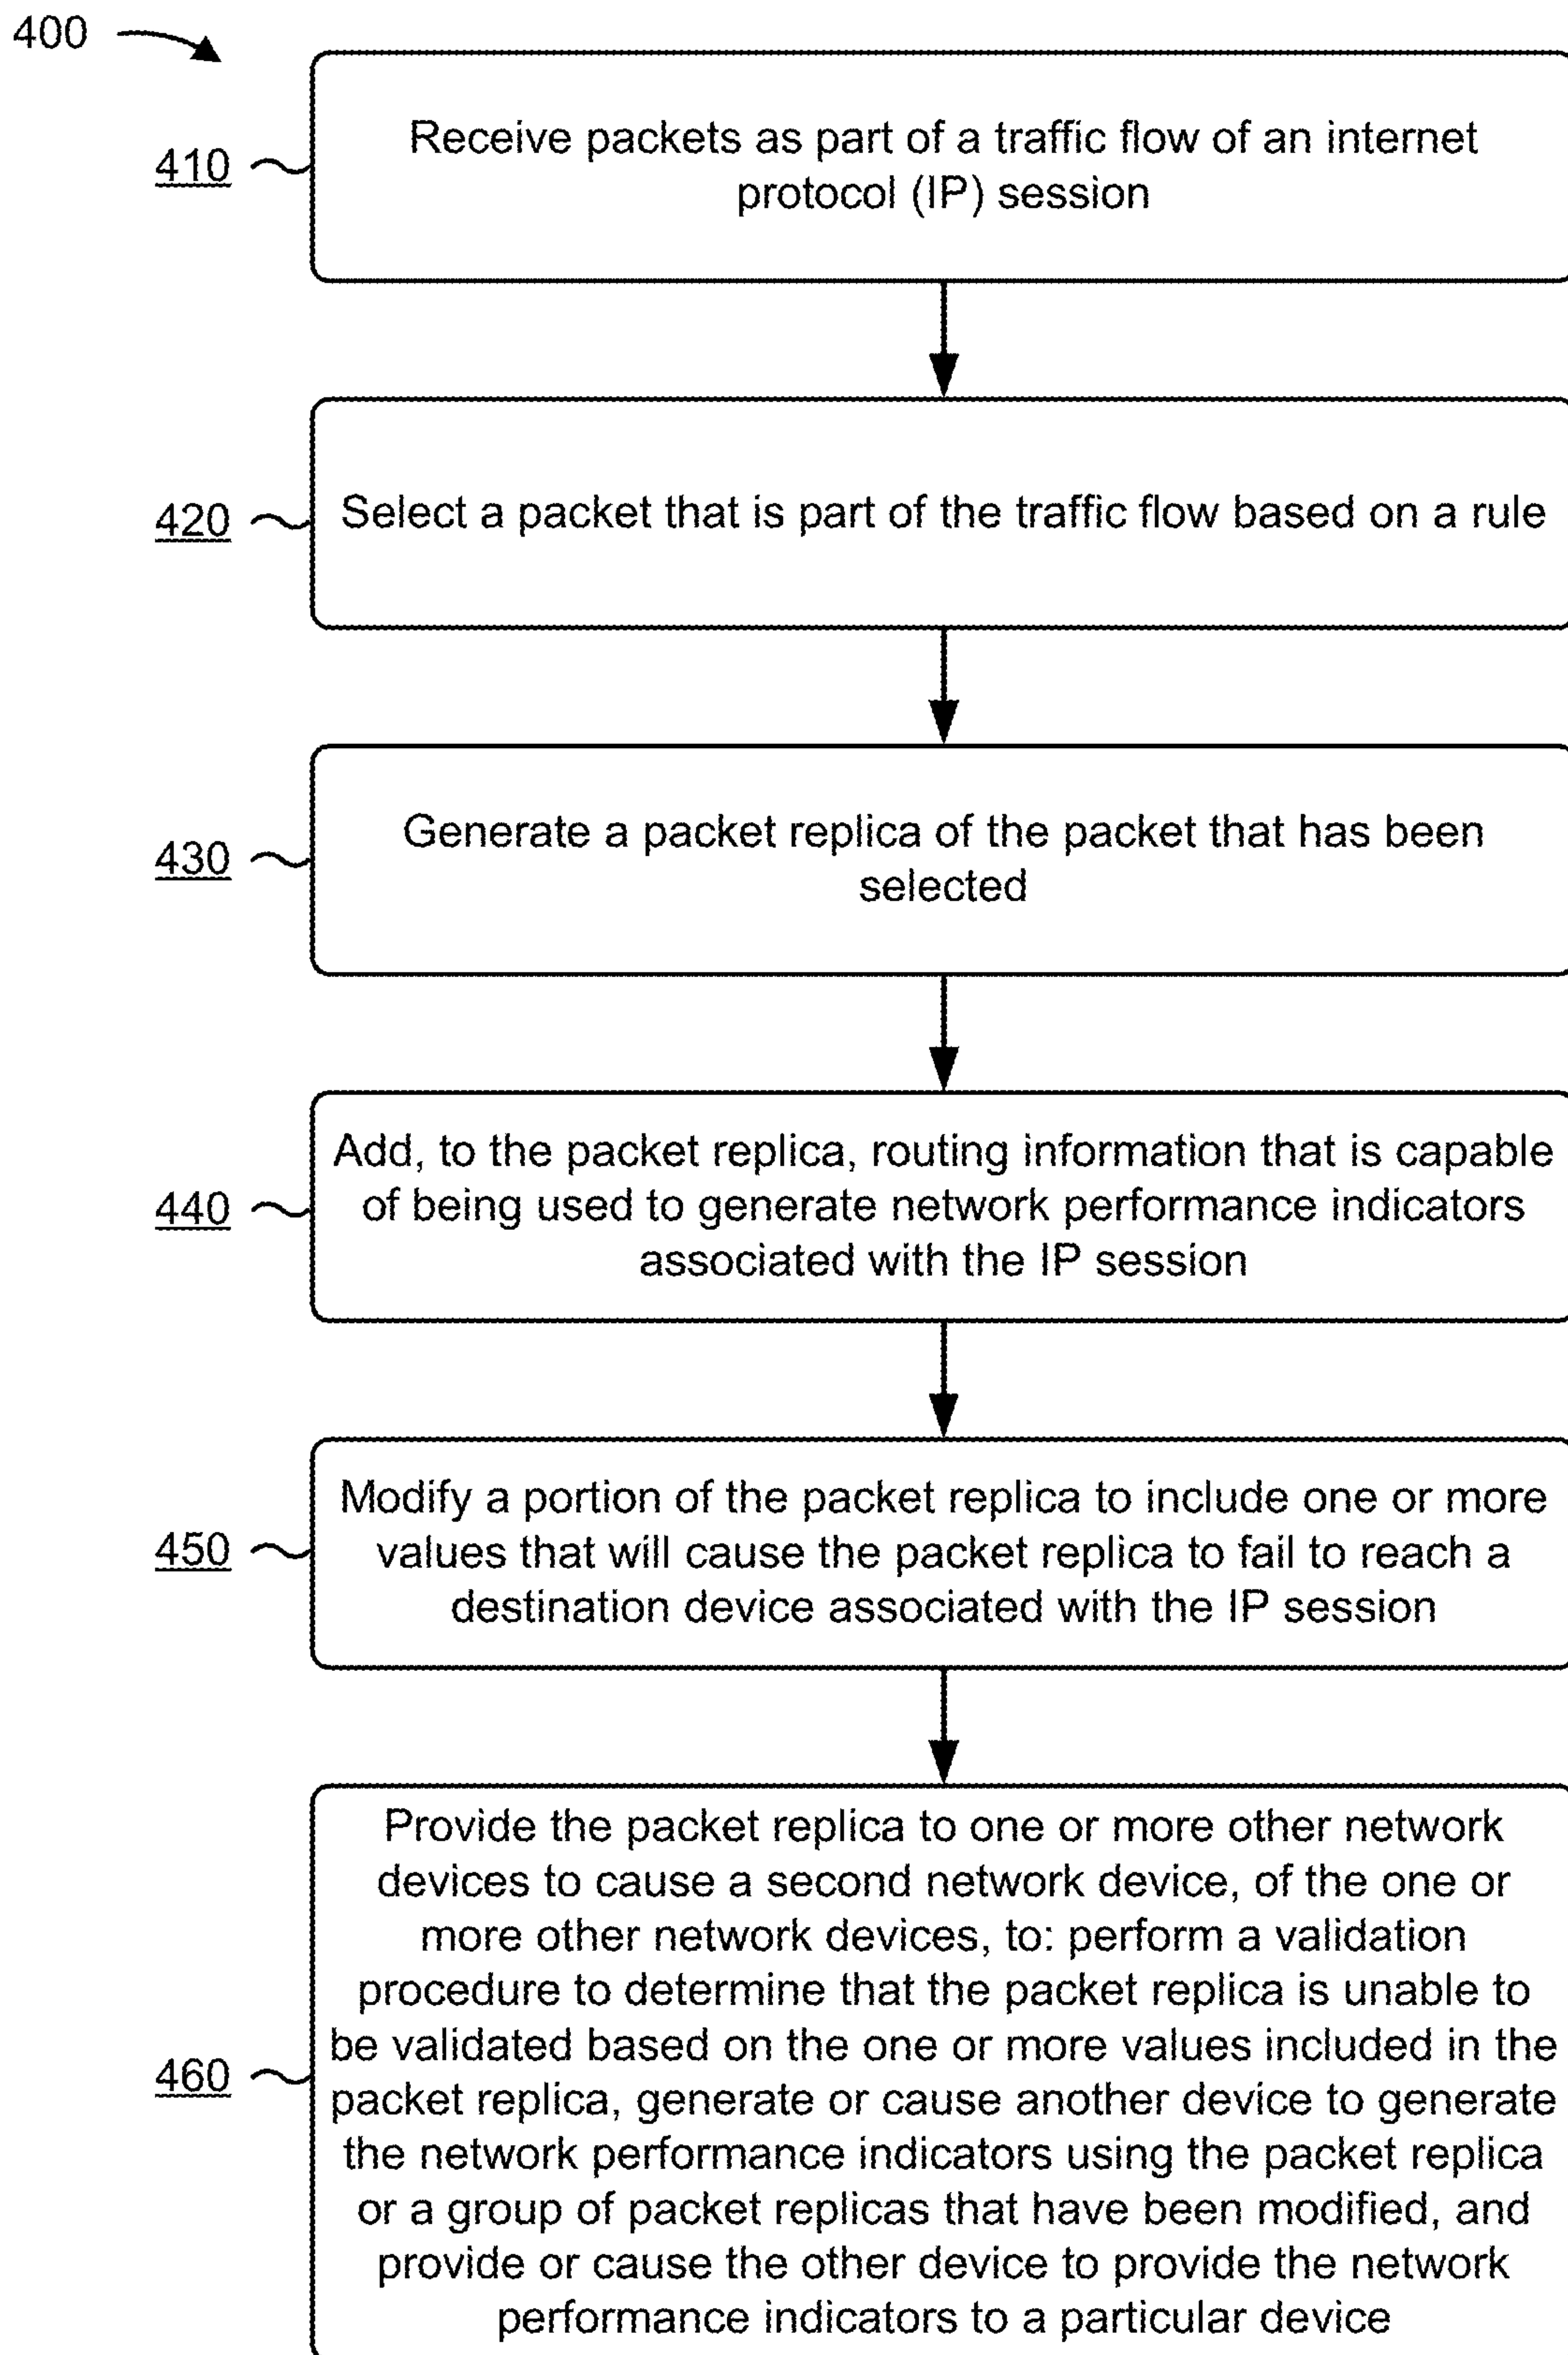 400
410
Receive packets as part of a traffic flow of an internet
protocol (IP) session
420
Select a packet that is part of the traffic flow based on a rule
430
Generate a packet replica of the packet that has been
selected
440
Add, to the packet replica, routing information that is capable
of being used to generate network performance indicators
associated with the IP session
450
Modify a portion of the packet replica to include one or more
values that will cause the packet replica to fail to reach a
destination device associated with the IP session
460
Provide the packet replica to one or more other network
devices to cause a second network device, of the one or
more other network devices, to: perform a validation
procedure to determine that the packet replica is unable to
be validated based on the one or more values included in the
packet replica, generate or cause another device to generate
the network performance indicators using the packet replica
or a group of packet replicas that have been modified, and
provide or cause the other device to provide the network
performance indicators to a particular device